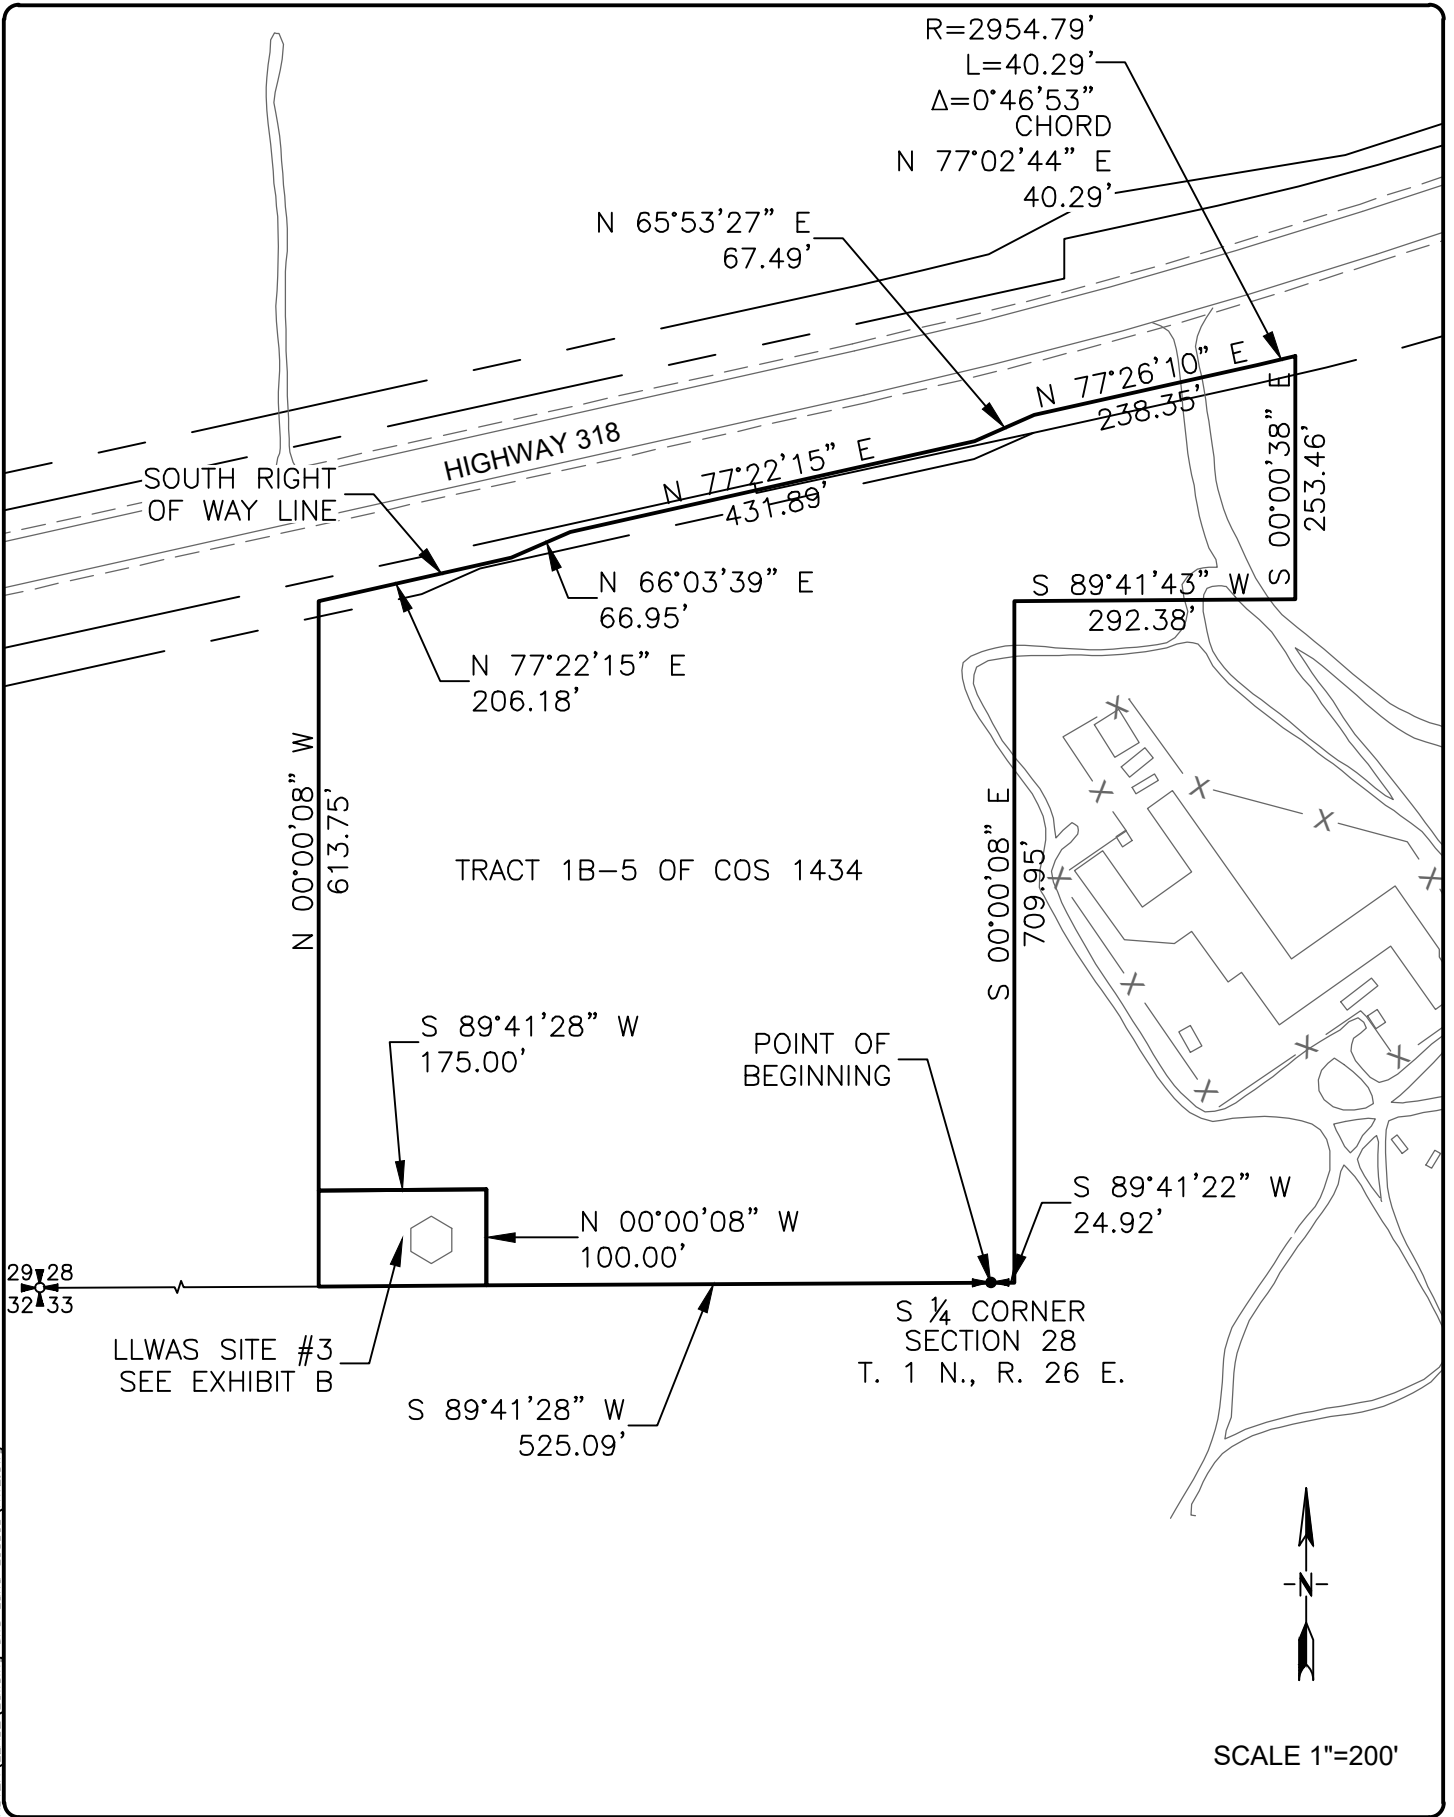 R=2954.79'
L=40.29'
Δ=0°46'53"
CHORD
N 77°02'44" E
40.29'
N 65°53'27" E
67.49'
N 77°26'10" E
238.35'
S 00°00'38" E
253.46'
HIGHWAY 318
SOUTH RIGHT
OF WAY LINE
N 77°22'15" E
431.89'
N 66°03'39" E
66.95'
S 89°41'43" W
292.38'
N 77°22'15" E
206.18'
N 00°00'08" W
613.75'
TRACT 1B-5 OF COS 1434
S 00°00'08" E
709.95'
X
X
X
X
X
X
X
X
X
X
S 89°41'28" W
175.00'
POINT OF
BEGINNING
S 89°41'22" W
24.92'
N 00°00'08" W
100.00'
29 28
32 33
S ¼ CORNER
SECTION 28
T. 1 N., R. 26 E.
LLWAS SITE #3
SEE EXHIBIT B
S 89°41'28" W
525.09'
-N-
SCALE 1"=200'